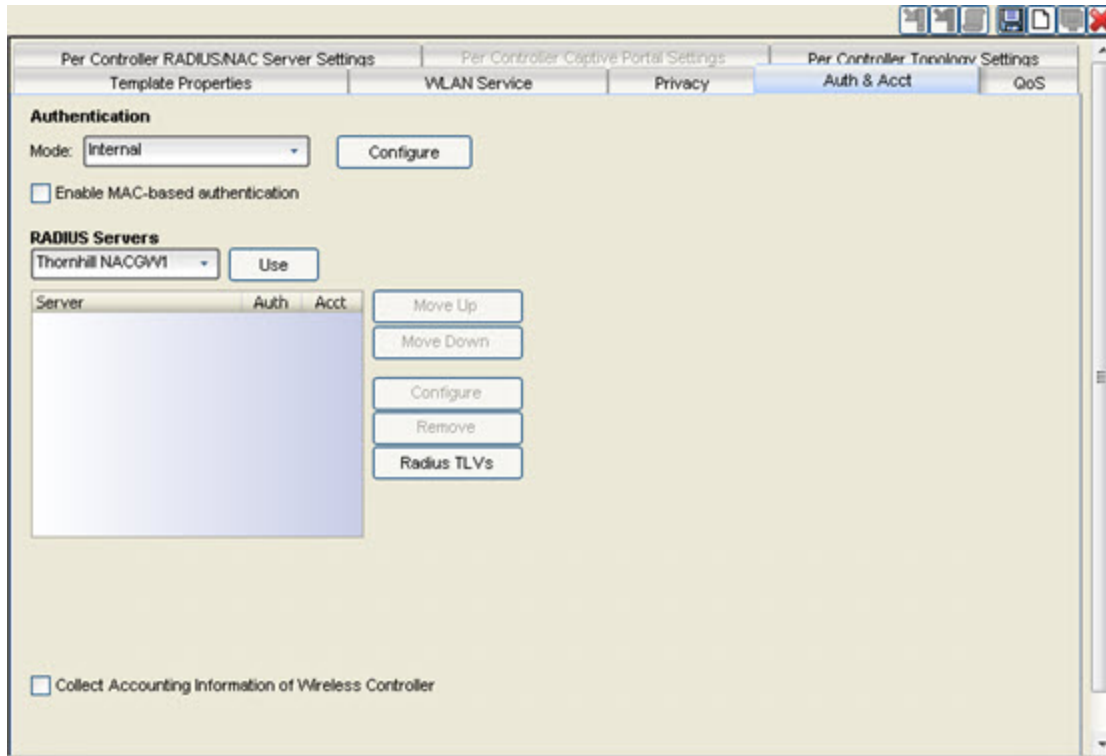 Per Controller RADIUS/NAC Server Settings
Per Controller Captive Portal Settings
Per Controller Topology Settings
Template Properties
WLAN Service
Privacy
Auth & Acct
QoS
Authentication
Mode: Internal
Configure
Enable MAC-based authentication
RADIUS Servers
Thornhill NACGW1
Use
Server Auth Acct
Move Up
Move Down
Configure
Remove
Radius TLVs
Collect Accounting Information of Wireless Controller